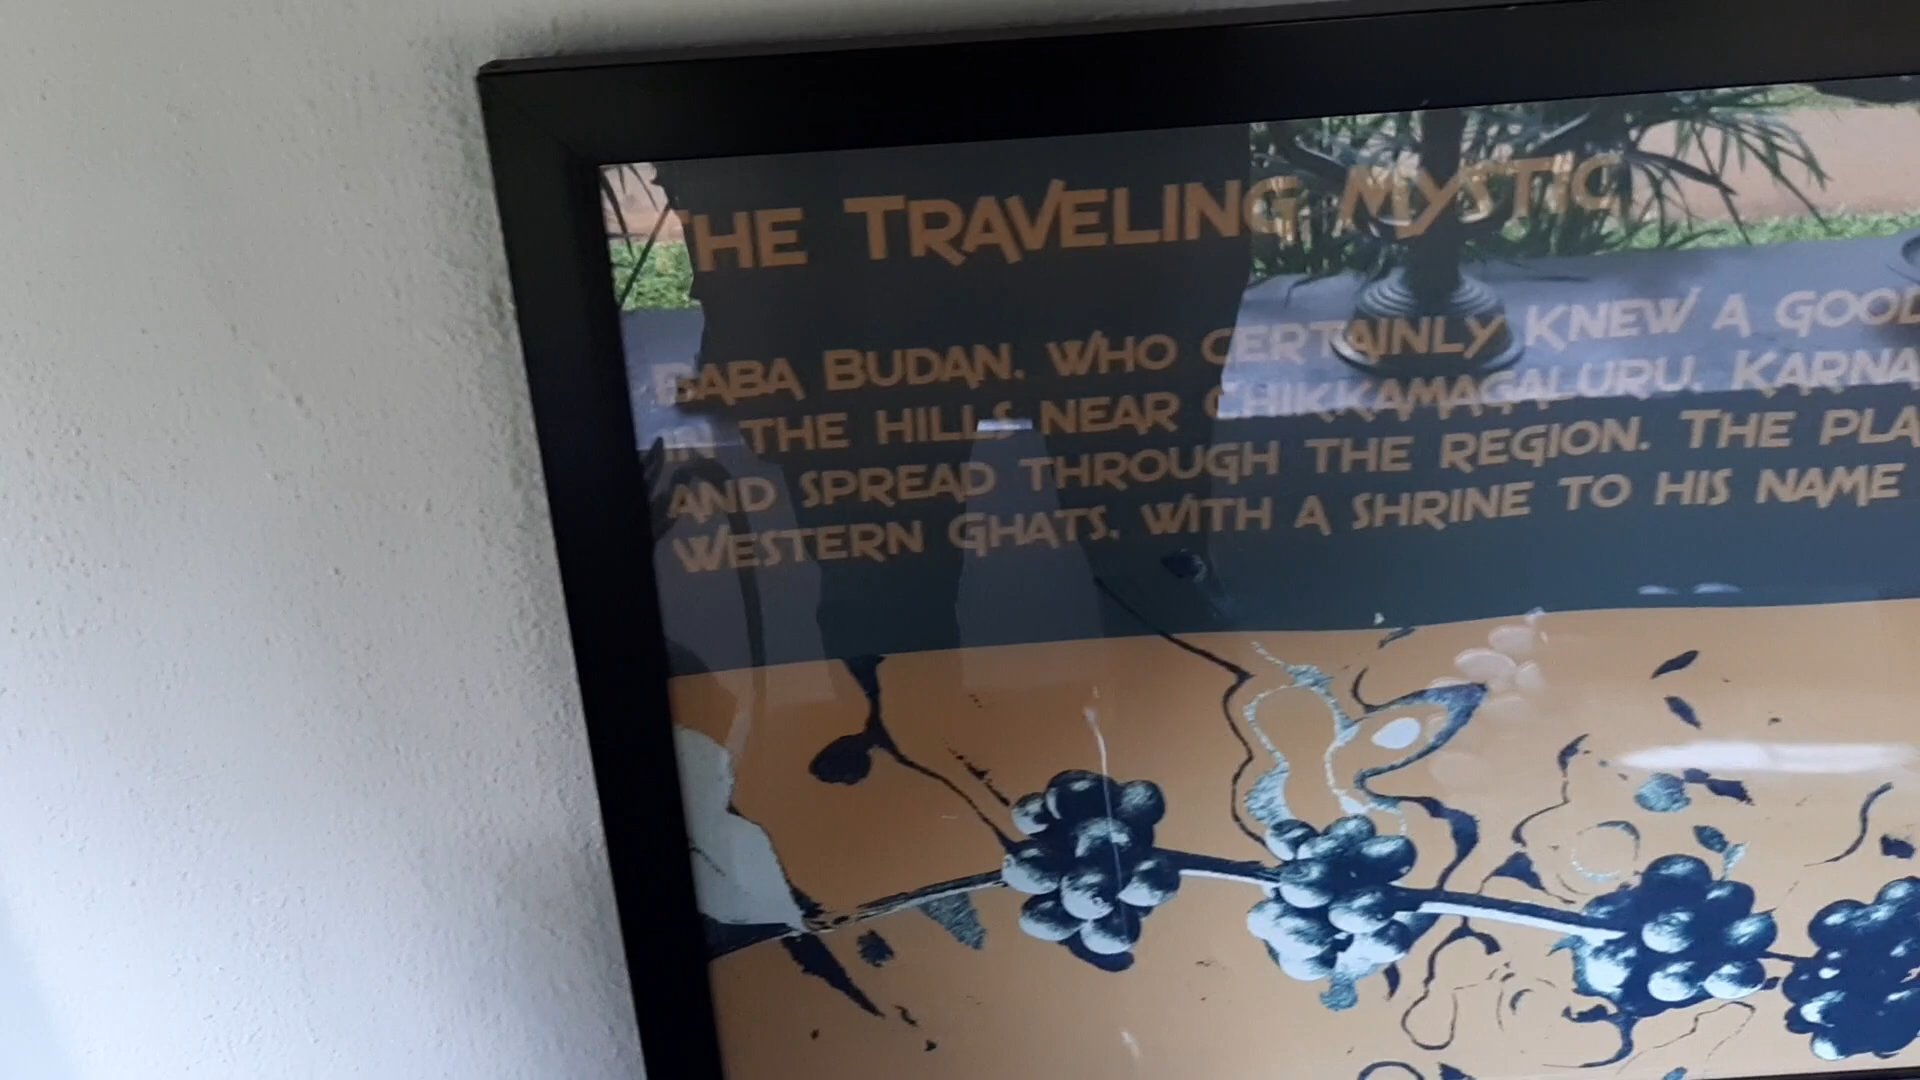 THE TRAVELING MYSTIC
BABA BUDAN, WHO CERTAINLY KNEW A GOOD
IN THE HILLS NEAR CHIKKAMAGALURU, KARNA
AND SPREAD THROUGH THE REGION. THE PLA
WESTERN GHATS, WITH A SHRINE TO HIS NAME